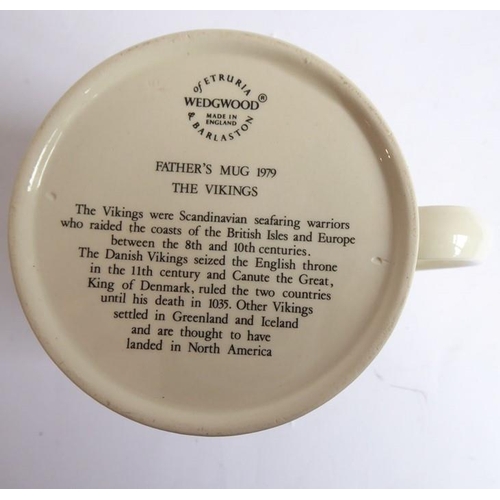 of ETRURIA
WEDGWOOD®
MADE IN
ENGLAND
& BARLASTON
FATHER'S MUG 1979
THE VIKINGS
The Vikings were Scandinavian seafaring warriors
who raided the coasts of the British Isles and Europe
between the 8th and 10th centuries.
The Danish Vikings seized the English throne
in the 11th century and Canute the Great,
King of Denmark, ruled the two countries
until his death in 1035. Other Vikings
settled in Greenland and Iceland
and are thought to have
landed in North America